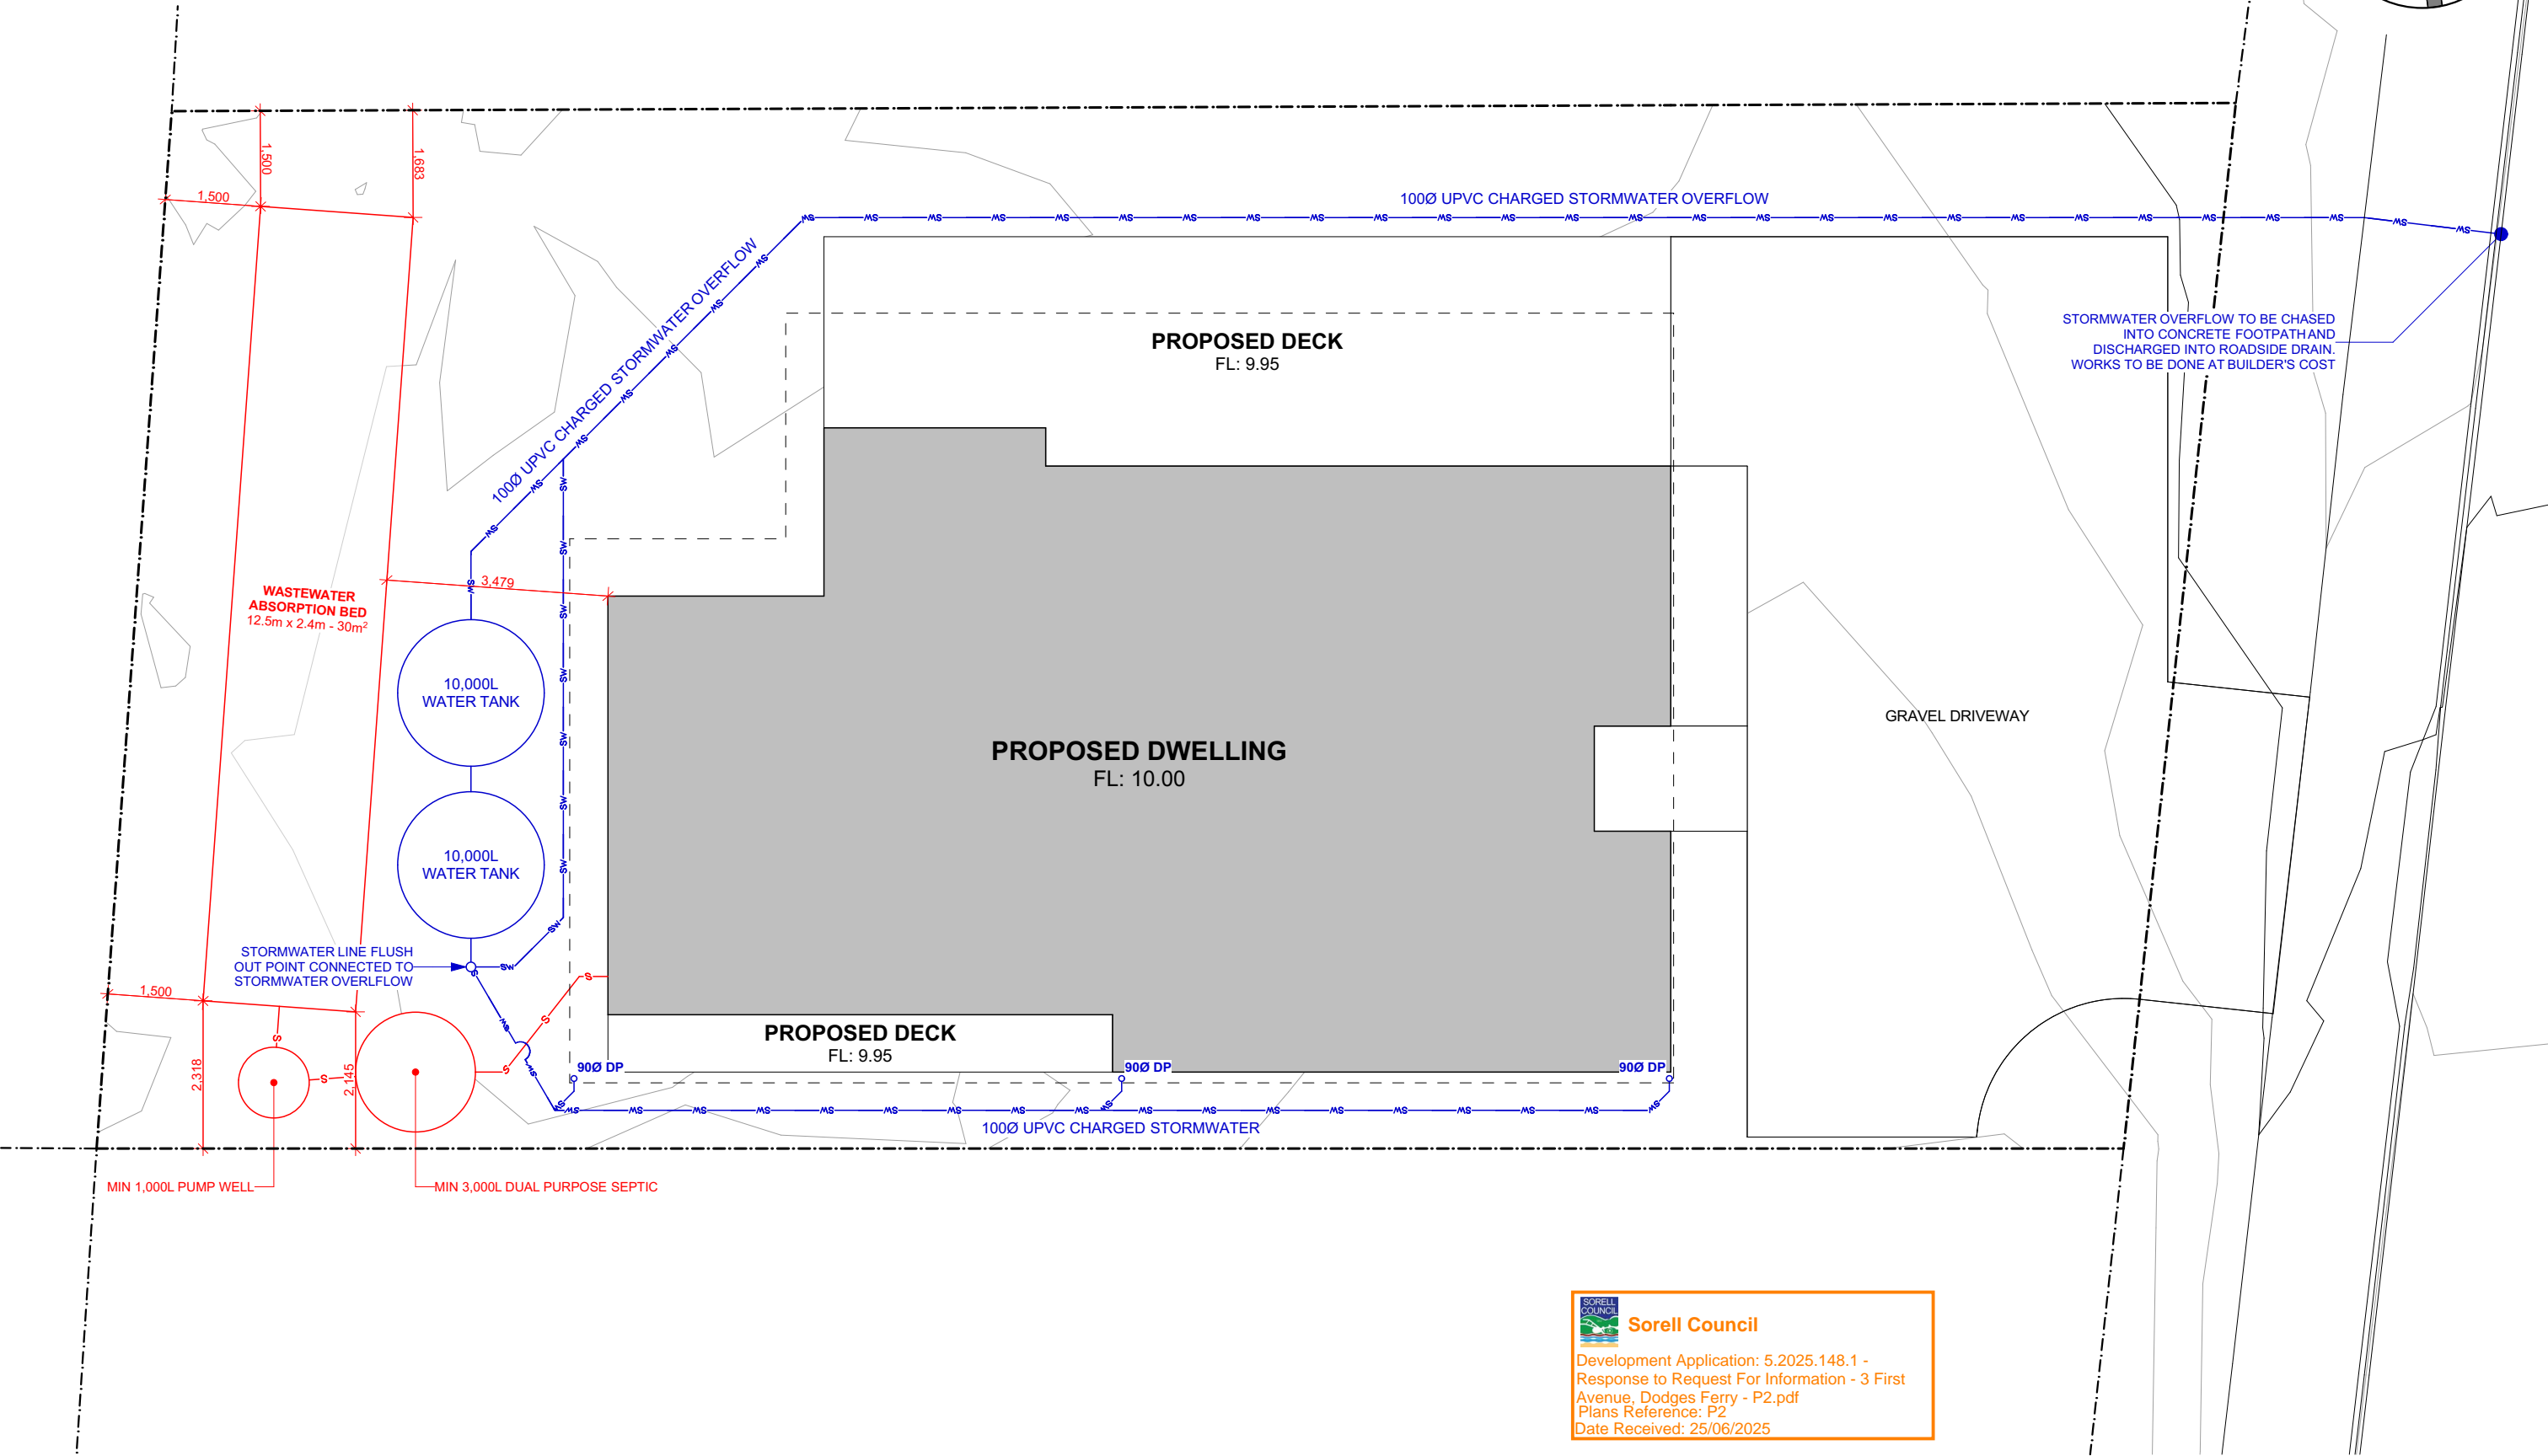 1,500
1,683
1,500
100Ø UPVC CHARGED STORMWATER OVERFLOW
100Ø UPVC CHARGED STORMWATER OVERFLOW
STORMWATER OVERFLOW TO BE CHASED
INTO CONCRETE FOOTPATH AND
DISCHARGED INTO ROADSIDE DRAIN.
WORKS TO BE DONE AT BUILDER'S COST
PROPOSED DECK
FL: 9.95
3,479
WASTEWATER
ABSORPTION BED
12.5m x 2.4m - 30m²
10,000L
WATER TANK
GRAVEL DRIVEWAY
PROPOSED DWELLING
FL: 10.00
10,000L
WATER TANK
STORMWATER LINE FLUSH
OUT POINT CONNECTED TO
STORMWATER OVERLFLOW
1,500
PROPOSED DECK
FL: 9.95
2,318
2,145
90Ø DP
90Ø DP
90Ø DP
100Ø UPVC CHARGED STORMWATER
MIN 1,000L PUMP WELL
MIN 3,000L DUAL PURPOSE SEPTIC
SORELL
COUNCIL
Sorell Council
Development Application: 5.2025.148.1 -
Response to Request For Information - 3 First
Avenue, Dodges Ferry - P2.pdf
Plans Reference: P2
Date Received: 25/06/2025